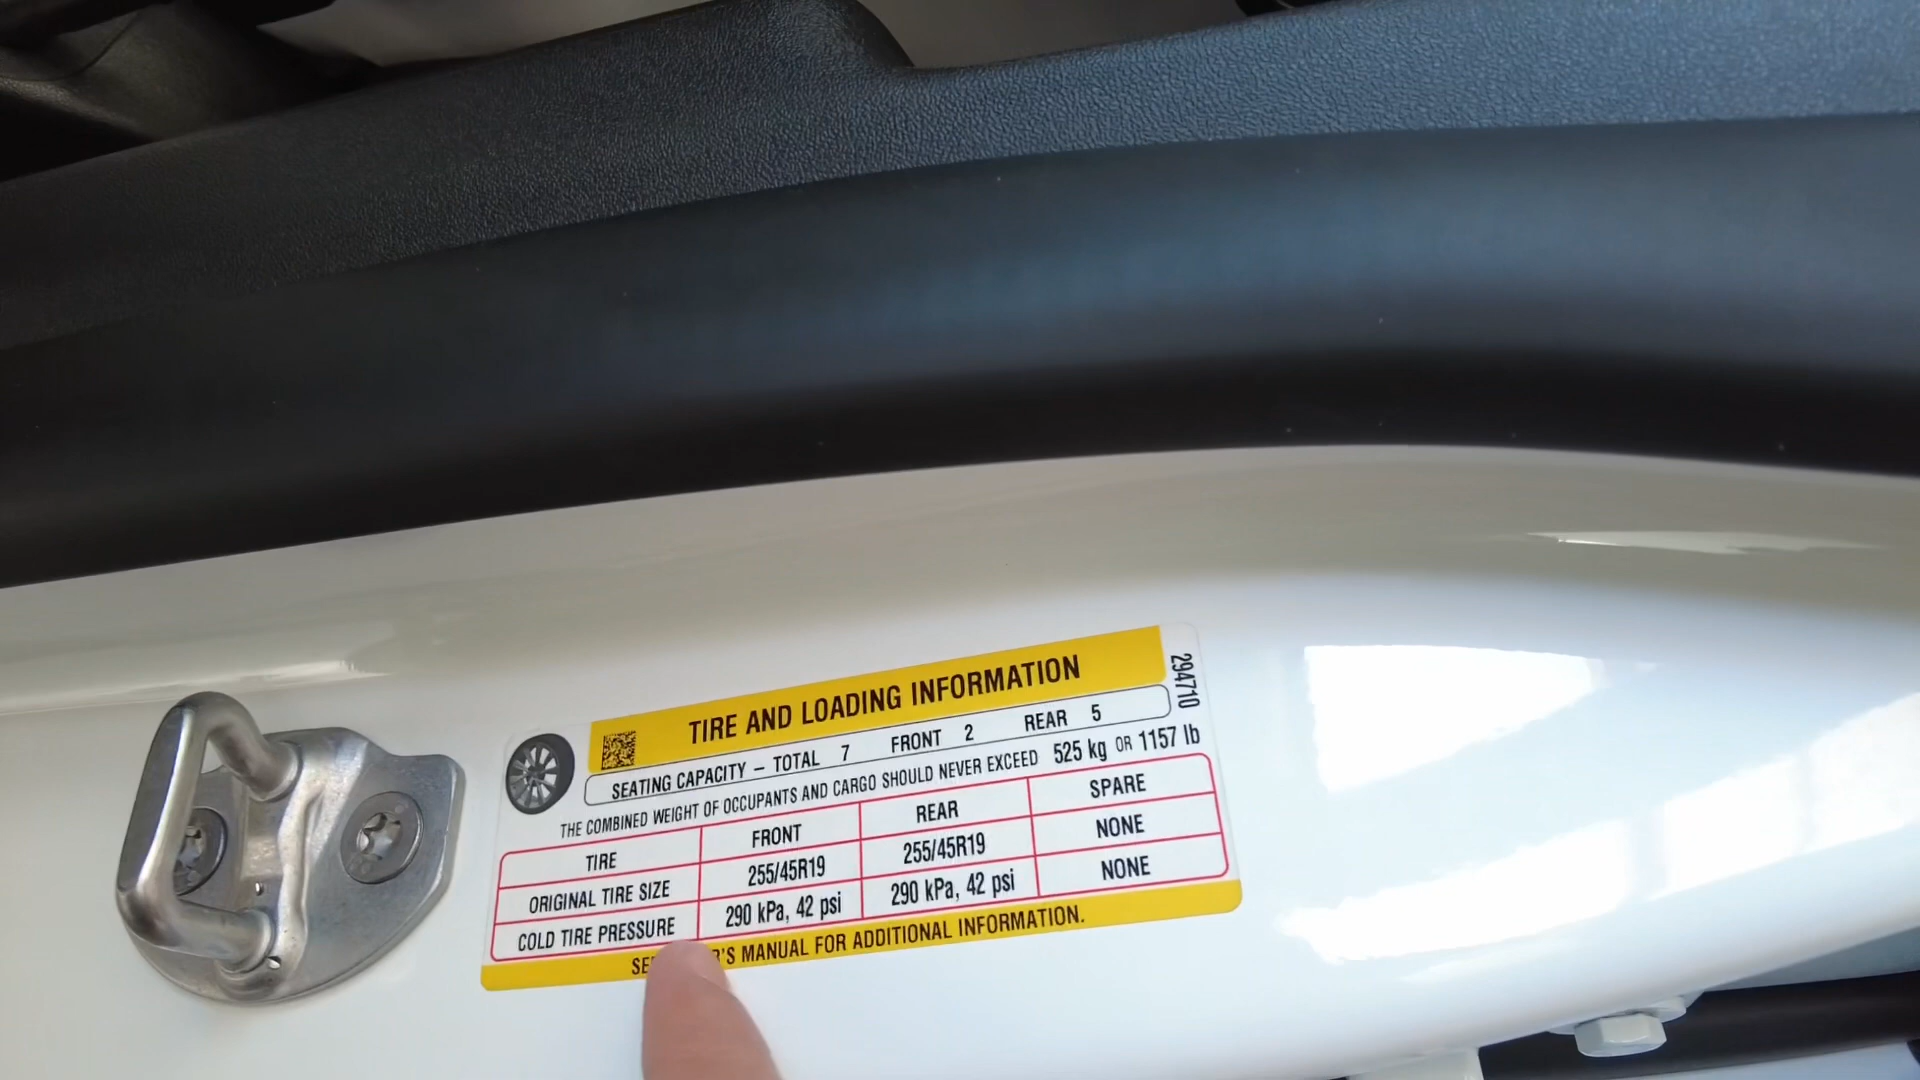 TIRE AND LOADING INFORMATION
294710
SEATING CAPACITY – TOTAL 7 FRONT 2 REAR 5
THE COMBINED WEIGHT OF OCCUPANTS AND CARGO SHOULD NEVER EXCEED 525 kg OR 1157 lb
TIRE FRONT REAR SPARE
ORIGINAL TIRE SIZE 255/45R19 255/45R19 NONE
COLD TIRE PRESSURE 290 kPa, 42 psi 290 kPa, 42 psi NONE
MANUAL FOR ADDITIONAL INFORMATION.